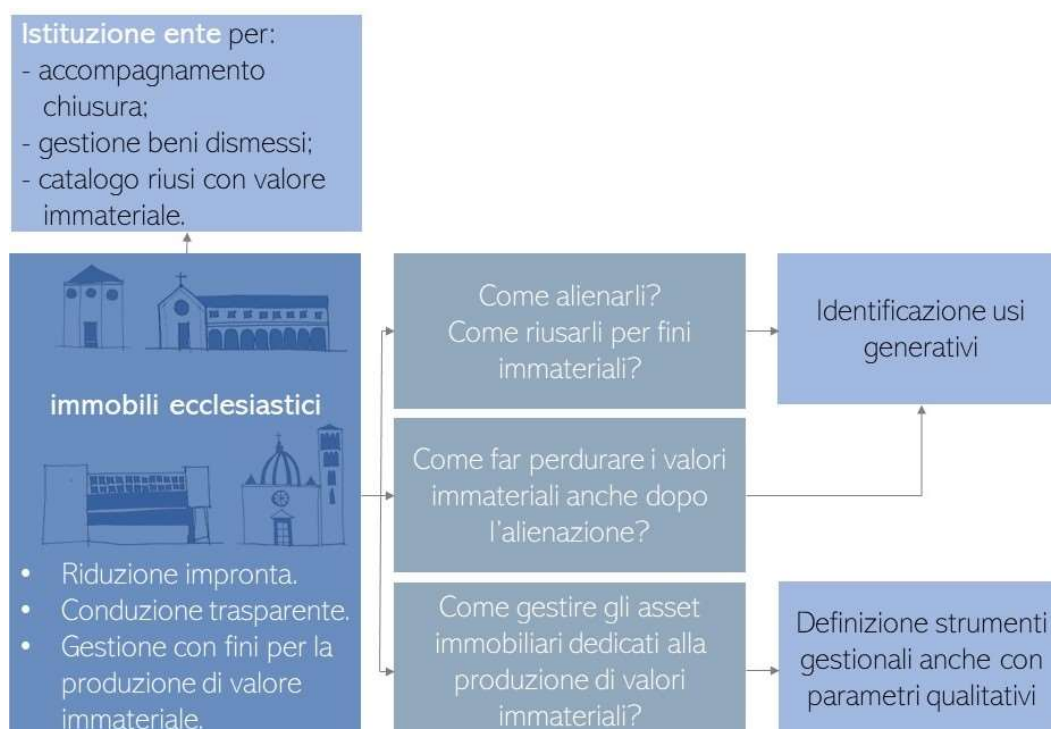 Istituzione ente per:
- accompagnamento
chiusura;
- gestione beni dismessi;
- catalogo riusi con valore
immateriale.
immobili ecclesiastici
• Riduzione impronta.
• Conduzione trasparente.
• Gestione con fini per la
produzione di valore
immateriale.
Come alienarli?
Come riusarli per fini
immateriali?
Come far perdurare i valori
immateriali anche dopo
l'alienazione?
Come gestire gli asset
immobiliari dedicati alla
produzione di valori
immateriali?
Identificazione usi
generativi
Definizione strumenti
gestionali anche con
parametri qualitativi